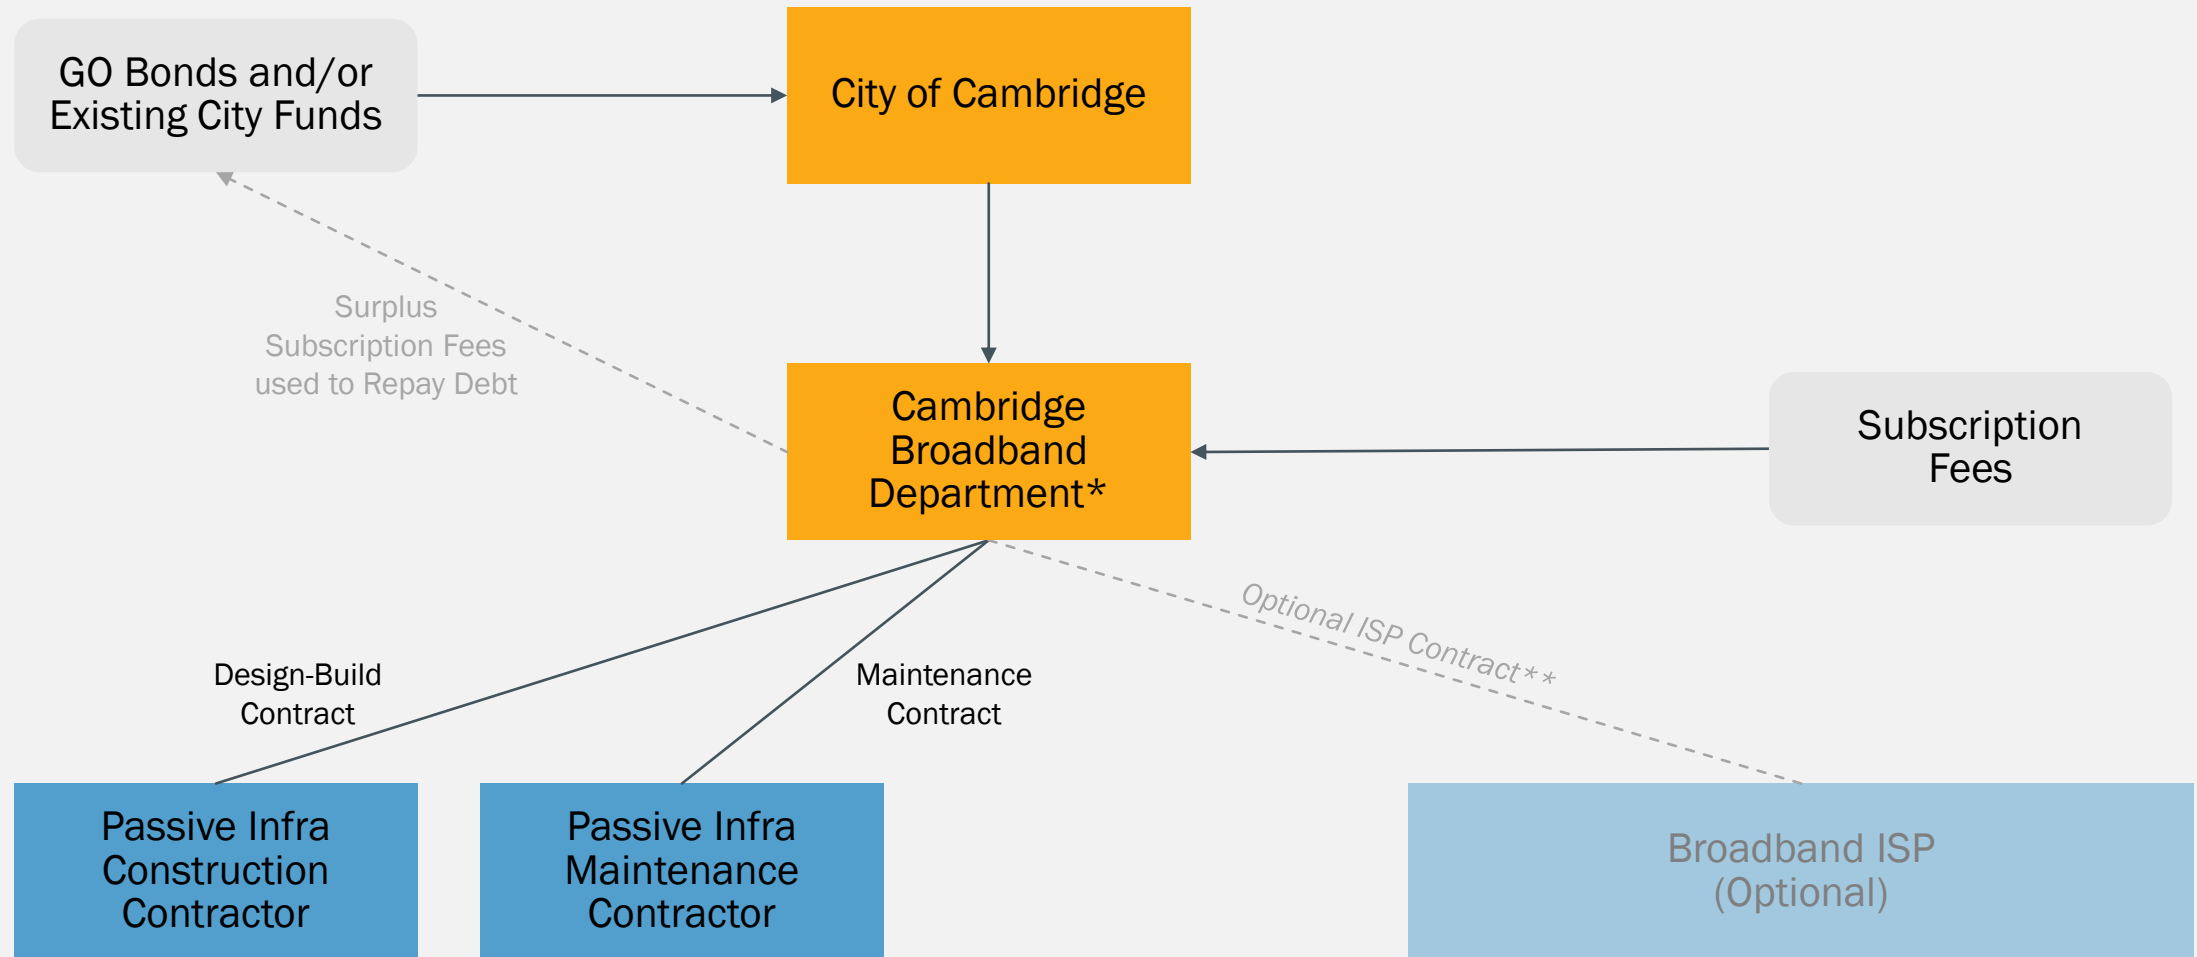 GO Bonds and/or
Existing City Funds
City of Cambridge
Surplus
Subscription Fees
used to Repay Debt
Cambridge
Broadband
Department*
Subscription
Fees
Optional ISP Contract**
Design-Build
Contract
Maintenance
Contract
Passive Infra
Construction
Contractor
Passive Infra
Maintenance
Contractor
Broadband ISP
(Optional)